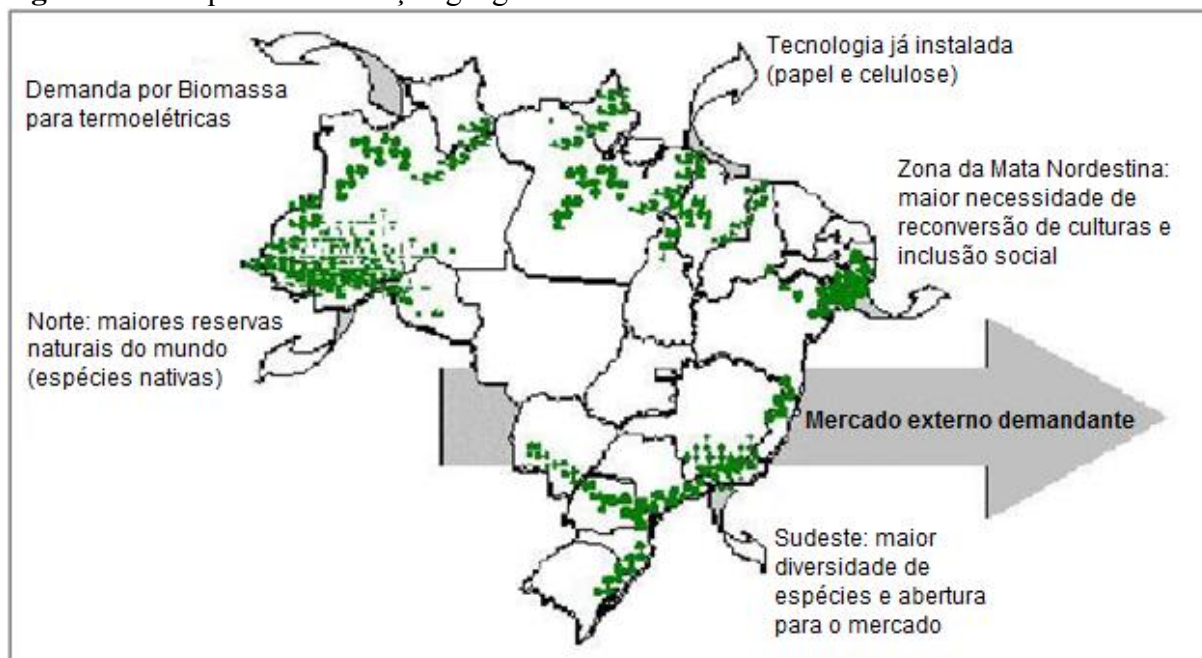 Tecnologia já instalada
(papel e celulose)
Demanda por Biomassa
para termoelétricas
Zona da Mata Nordestina:
maior necessidade de
reconversão de culturas e
inclusão social
Norte: maiores reservas
naturais do mundo
(espécies nativas)
Mercado externo demandante
Sudeste: maior
diversidade de
espécies e abertura
para o mercado